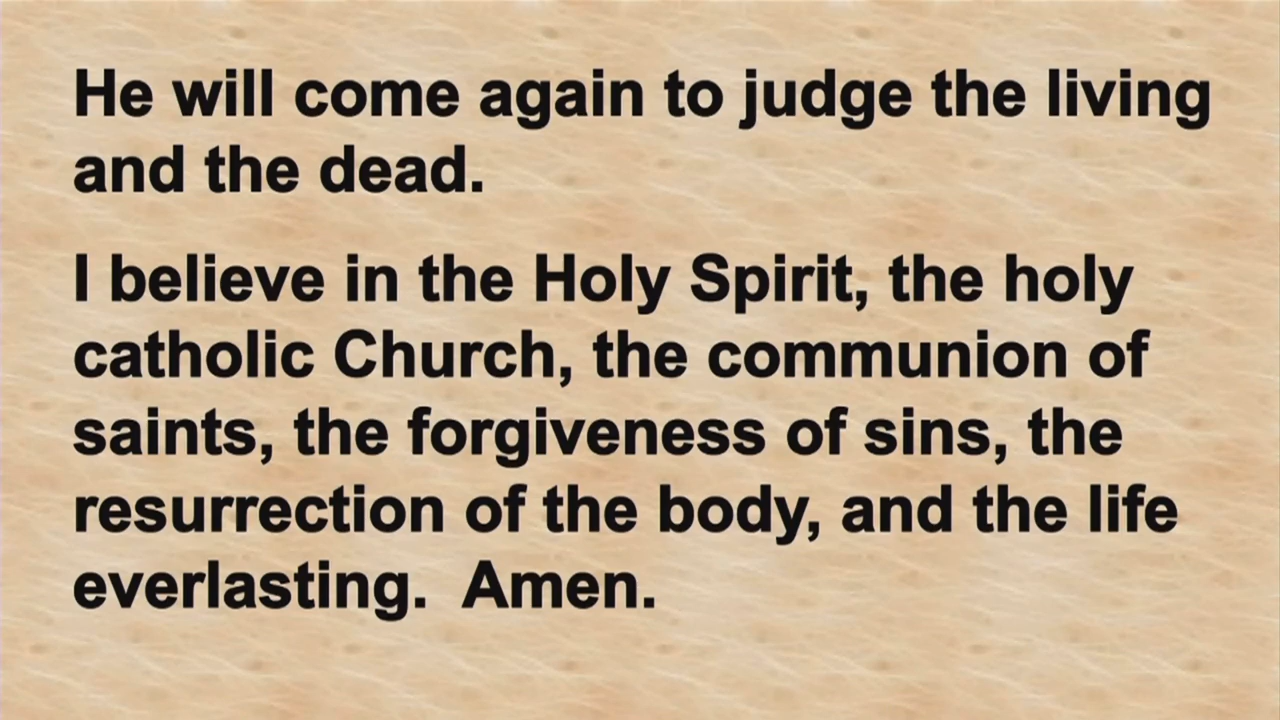 He will come again to judge the living
and the dead.
I believe in the Holy Spirit, the holy
catholic Church, the communion of
saints, the forgiveness of sins, the
resurrection of the body, and the life
everlasting.  Amen.